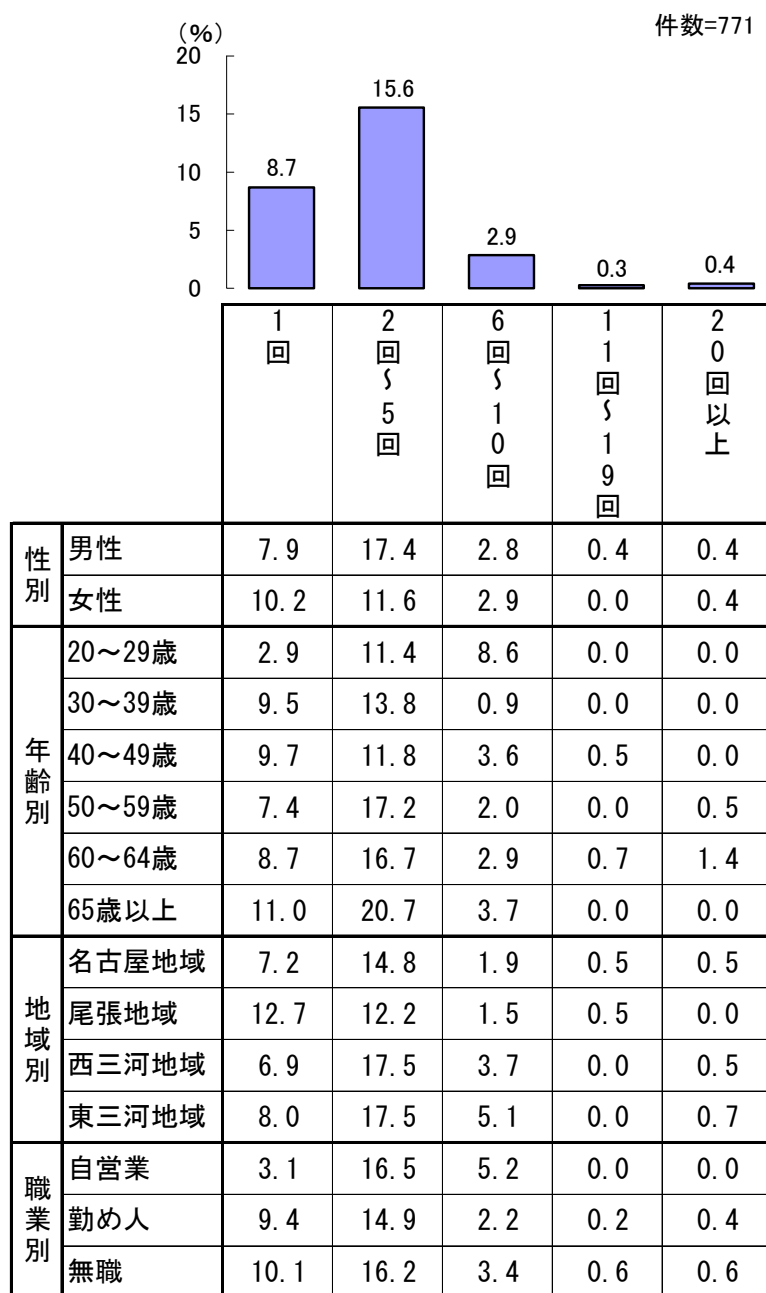 件数=771
(%)
20
15
10
5
0
8.7
15.6
2.9
0.3
0.4
1回
2回～5回
6回～10回
11回～19回
20回以上
性別
男性 7.9 17.4 2.8 0.4 0.4
女性 10.2 11.6 2.9 0.0 0.4
年齢別
20～29歳 2.9 11.4 8.6 0.0 0.0
30～39歳 9.5 13.8 0.9 0.0 0.0
40～49歳 9.7 11.8 3.6 0.5 0.0
50～59歳 7.4 17.2 2.0 0.0 0.5
60～64歳 8.7 16.7 2.9 0.7 1.4
65歳以上 11.0 20.7 3.7 0.0 0.0
地域別
名古屋地域 7.2 14.8 1.9 0.5 0.5
尾張地域 12.7 12.2 1.5 0.5 0.0
西三河地域 6.9 17.5 3.7 0.0 0.5
東三河地域 8.0 17.5 5.1 0.0 0.7
職業別
自営業 3.1 16.5 5.2 0.0 0.0
勤め人 9.4 14.9 2.2 0.2 0.4
無職 10.1 16.2 3.4 0.6 0.6